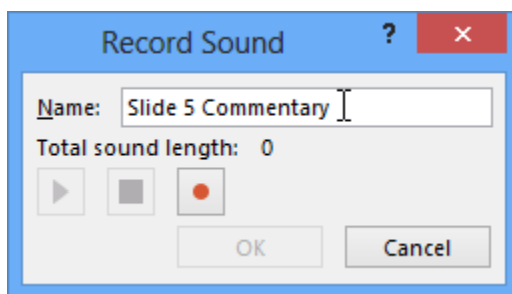 Record Sound ?
Name: Slide 5 Commentary
Total sound length: 0
OK Cancel